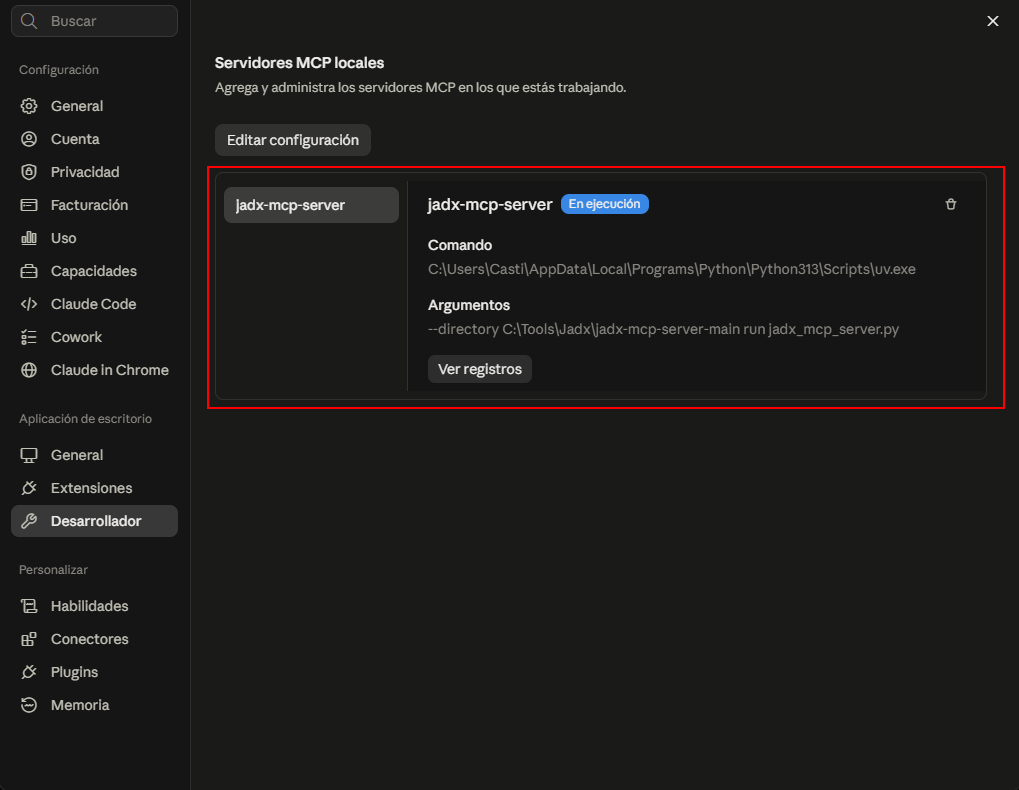 Buscar
Configuración
General
Cuenta
Privacidad
Facturación
Uso
Capacidades
Claude Code
Cowork
Claude in Chrome
Aplicación de escritorio
General
Extensiones
Desarrollador
Personalizar
Habilidades
Conectores
Plugins
Memoria
Servidores MCP locales
Agrega y administra los servidores MCP en los que estás trabajando.
Editar configuración
jadx-mcp-server
jadx-mcp-server En ejecución
Comando
C:\Users\Casti\AppData\Local\Programs\Python\Python313\Scripts\uv.exe
Argumentos
--directory C:\Tools\Jadx\jadx-mcp-server-main run jadx_mcp_server.py
Ver registros